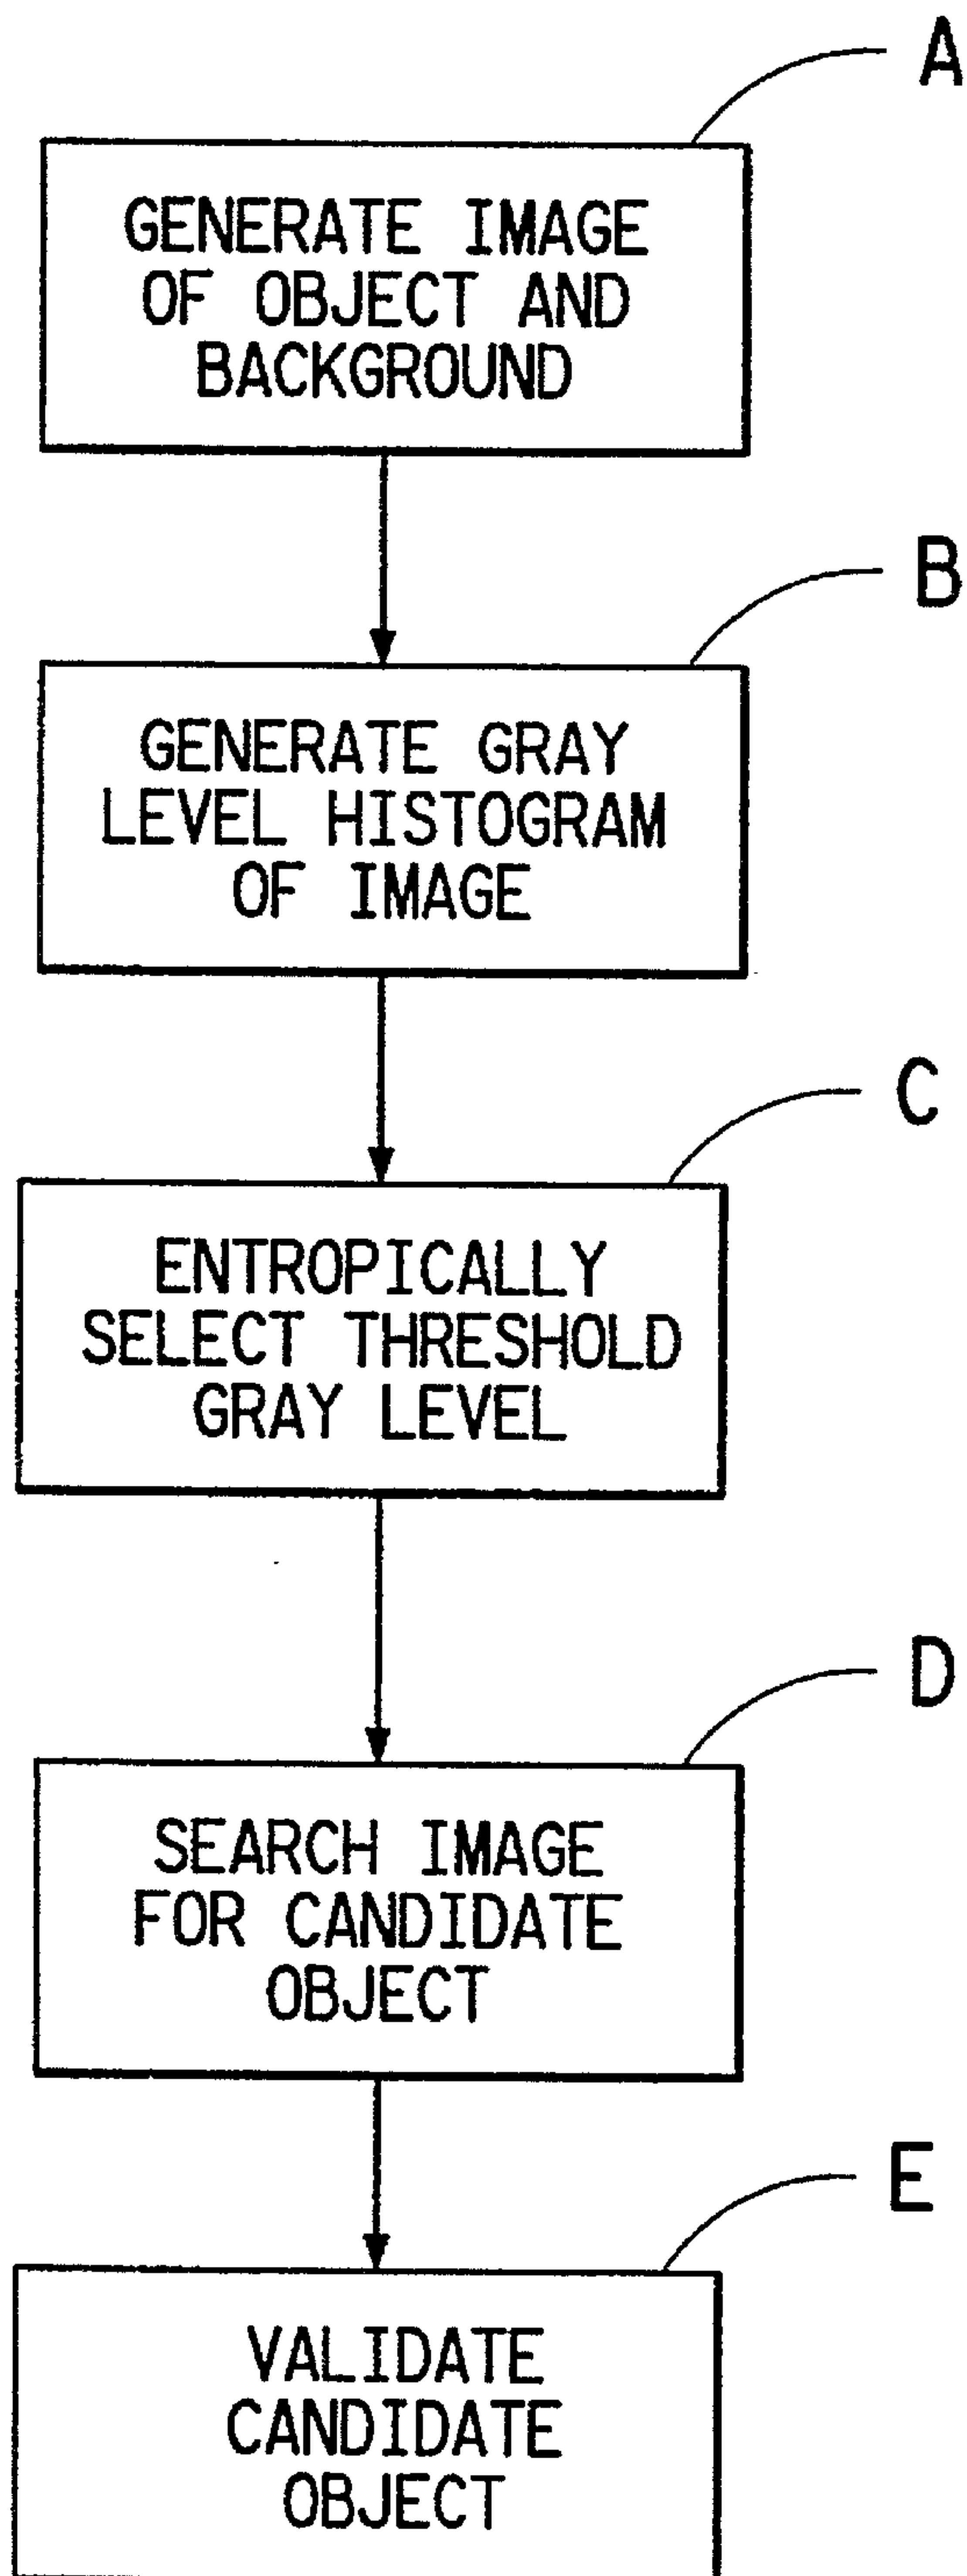 A
GENERATE IMAGE
OF OBJECT AND
BACKGROUND
B
GENERATE GRAY
LEVEL HISTOGRAM
OF IMAGE
C
ENTROPICALLY
SELECT THRESHOLD
GRAY LEVEL
D
SEARCH IMAGE
FOR CANDIDATE
OBJECT
E
VALIDATE
CANDIDATE
OBJECT